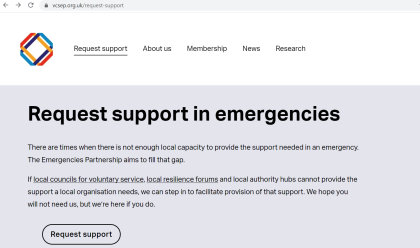 vcsep.org.uk/request-support
Request support About us Membership News Research
Request support in emergencies
There are times when there is not enough local capacity to provide the support needed in an emergency.
The Emergencies Partnership aims to fill that gap.
If local councils for voluntary service, local resilience forums and local authority hubs cannot provide the
support a local organisation needs, we can step in to facilitate provision of that support. We hope you
will not need us, but we're here if you do.
Request support